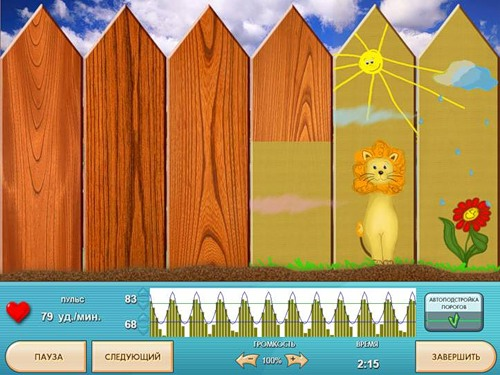 ПУЛЬС
83
79 уд./мин.
68
АВТОПОДСТРОЙКА
ПОРОГОВ
ПАУЗА
СЛЕДУЮЩИЙ
ГРОМКОСТЬ
- 100% +
ВРЕМЯ
2:15
ЗАВЕРШИТЬ